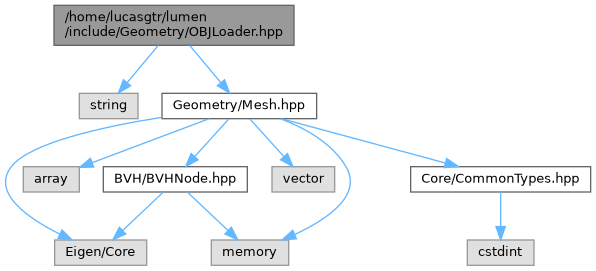 /home/lucasgtr/lumen
/include/Geometry/OBJLoader.hpp
string
Geometry/Mesh.hpp
array
BVH/BVHNode.hpp
vector
Core/CommonTypes.hpp
Eigen/Core
memory
cstdint